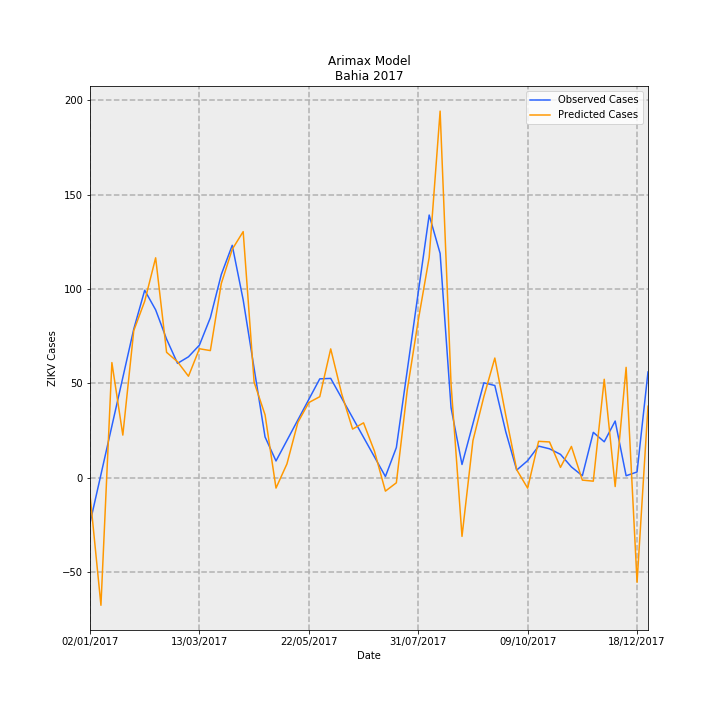 Arimax Model
Bahia 2017
Observed Cases
Predicted Cases
200
150
100
50
0
−50
ZIKV Cases
02/01/2017 13/03/2017 22/05/2017 31/07/2017 09/10/2017 18/12/2017
Date